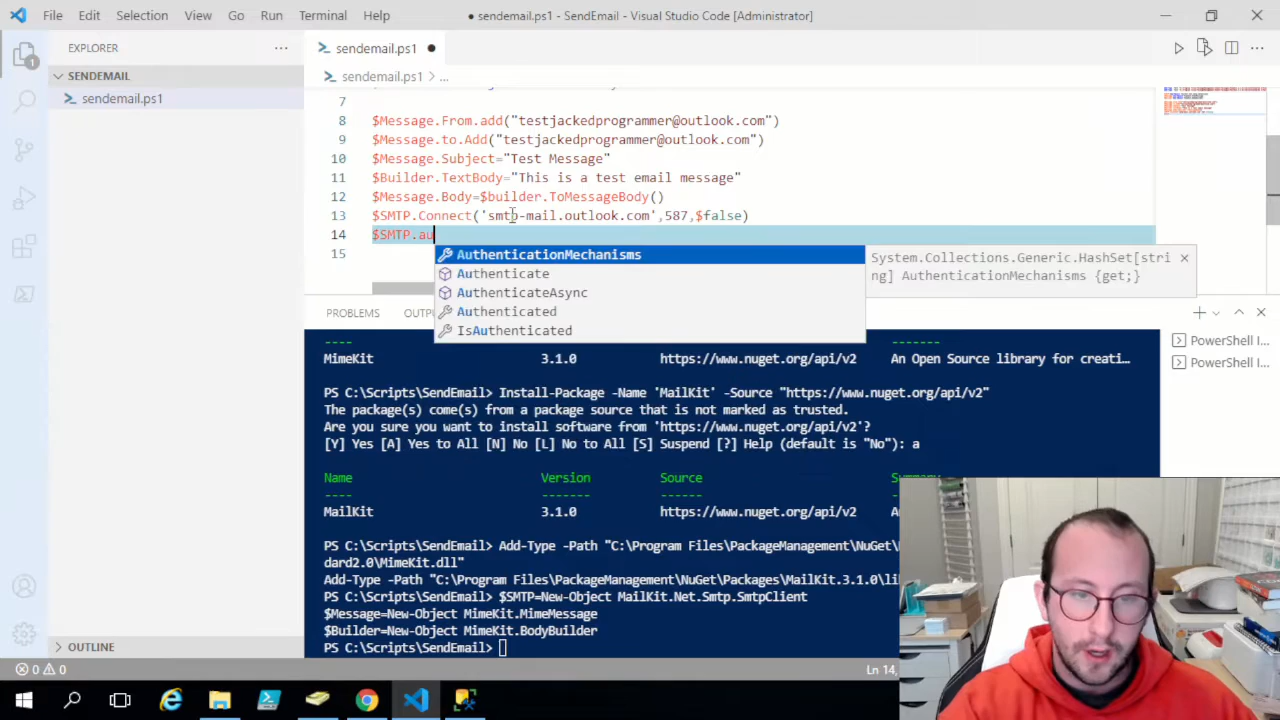 File Edit Selection View Go Run Terminal Help ● sendemail.ps1 - SendEmail - Visual Studio Code [Administrator]
EXPLORER ···
sendemail.ps1 ●
SENDEMAIL
sendemail.ps1 > ...
sendemail.ps1
7
8 $Message.From.add("testjackedprogrammer@outlook.com")
9 $Message.to.Add("testjackedprogrammer@outlook.com")
10 $Message.Subject="Test Message"
11 $Builder.TextBody="This is a test email message"
12 $Message.Body=$builder.ToMessageBody()
13 $SMTP.Connect('smtp-mail.outlook.com',587,$false)
14 $SMTP.au
15
AuthenticationMechanisms
Authenticate
AuthenticateAsync
Authenticated
IsAuthenticated
System.Collections.Generic.HashSet[stri
ng] AuthenticationMechanisms {get;}
PROBLEMS OUTP
PowerShell I...
PowerShell I...
---- -------
MimeKit 3.1.0 https://www.nuget.org/api/v2 An Open Source library for creati…
PS C:\Scripts\SendEmail> Install-Package -Name 'MailKit' -Source "https://www.nuget.org/api/v2"
The package(s) come(s) from a package source that is not marked as trusted.
Are you sure you want to install software from 'https://www.nuget.org/api/v2'?
[Y] Yes [A] Yes to All [N] No [L] No to All [S] Suspend [?] Help (default is "No"): a
Name Version Source Summary
---- ------- ------
MailKit 3.1.0 https://www.nuget.org/api/v2
PS C:\Scripts\SendEmail> Add-Type -Path "C:\Program Files\PackageManagement\NuGet\
dard2.0\MimeKit.dll"
Add-Type -Path "C:\Program Files\PackageManagement\NuGet\Packages\MailKit.3.1.0\li
PS C:\Scripts\SendEmail> $SMTP=New-Object MailKit.Net.Smtp.SmtpClient
$Message=New-Object MimeKit.MimeMessage
$Builder=New-Object MimeKit.BodyBuilder
PS C:\Scripts\SendEmail>
OUTLINE
0 0 Ln 14,